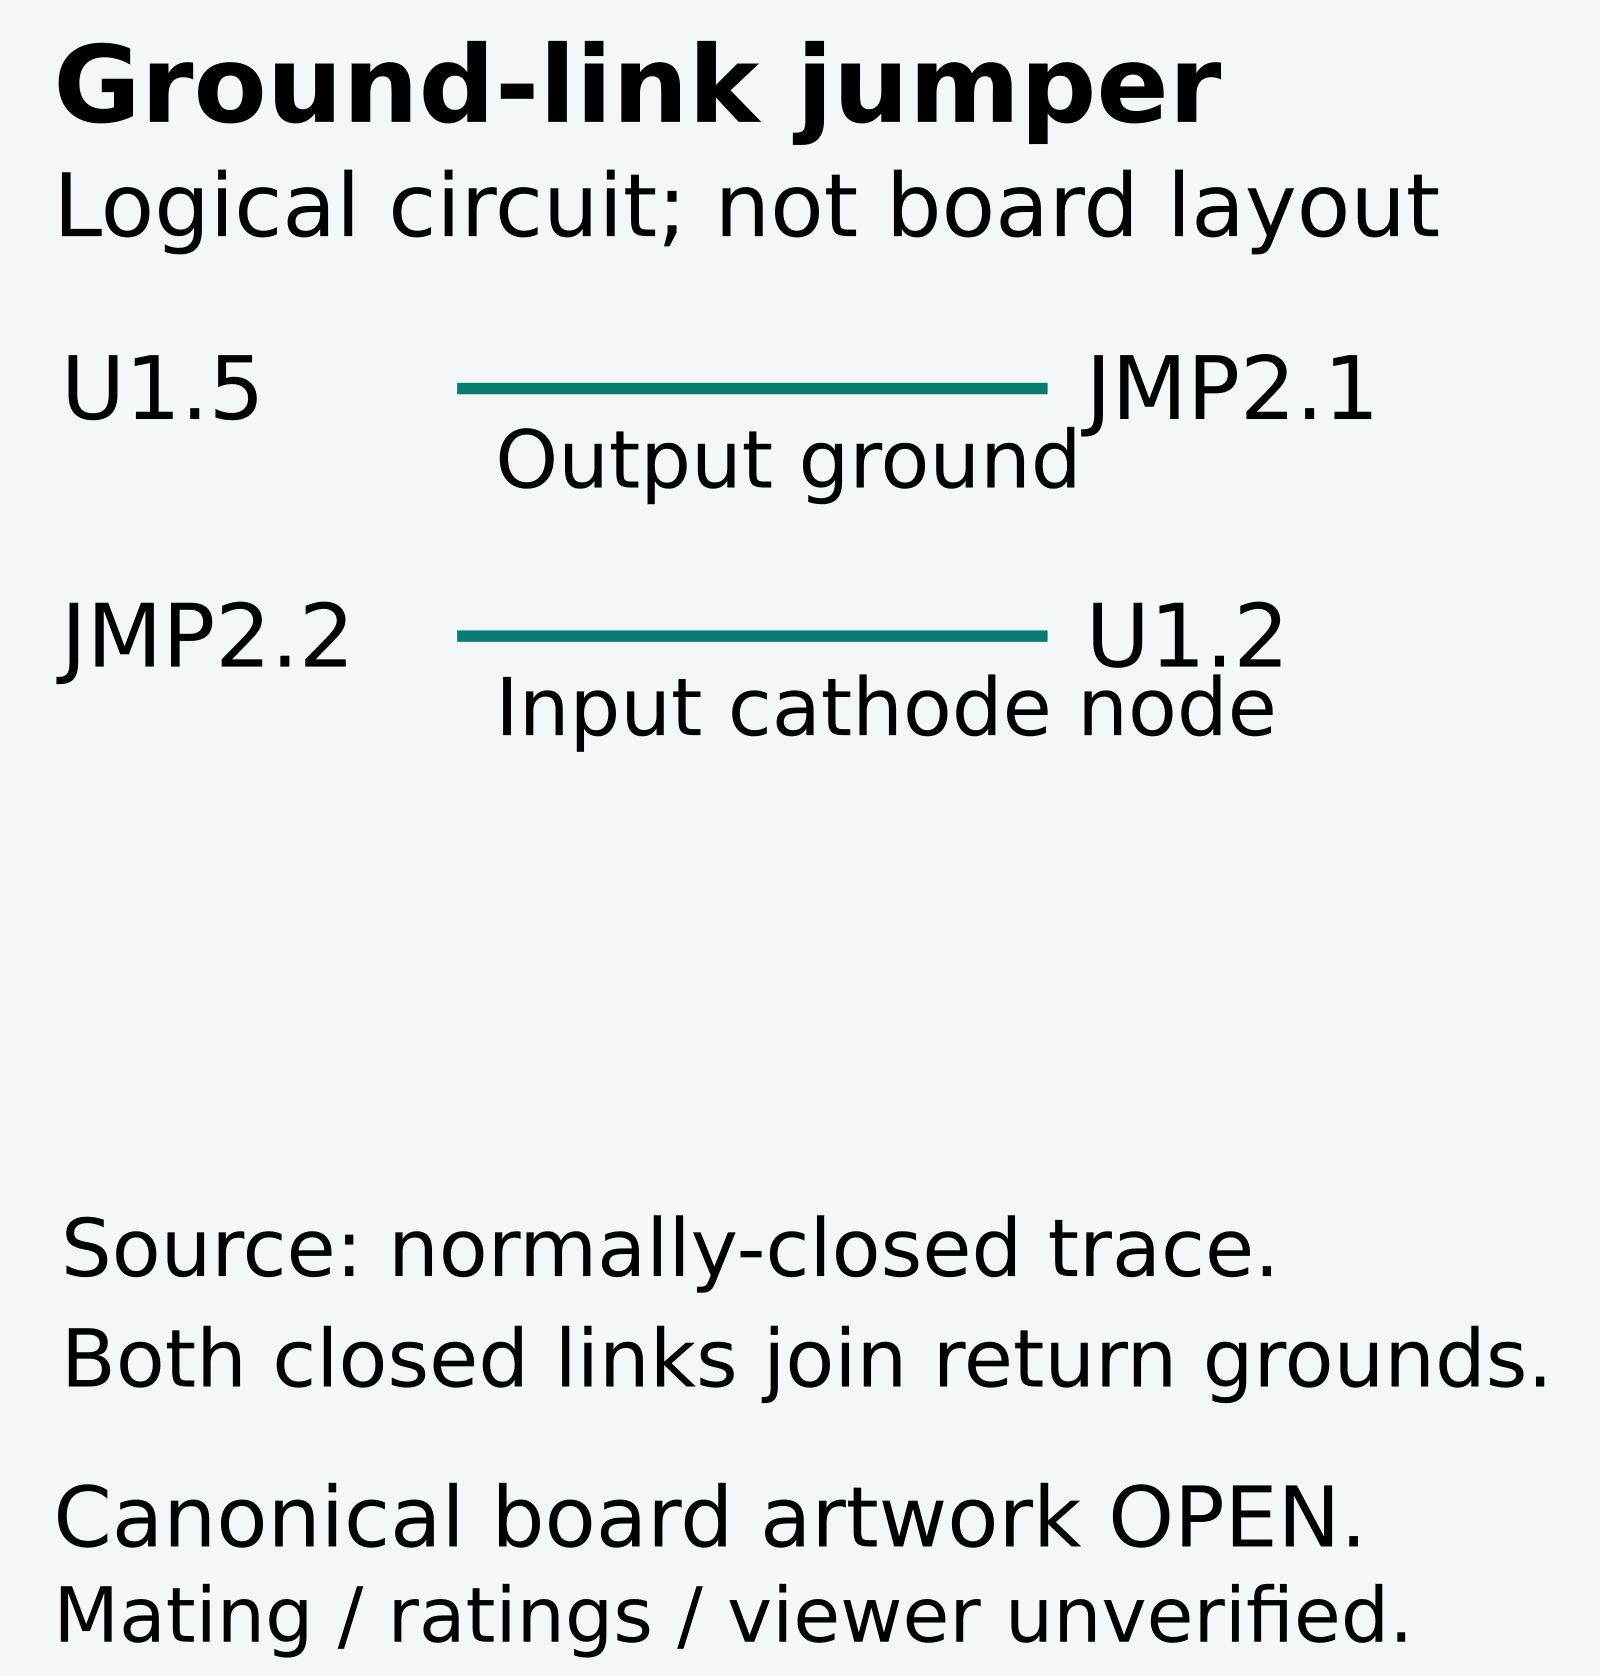 Ground-link jumper
Logical circuit; not board layout
U1.5 JMP2.1
Output ground
JMP2.2 U1.2
Input cathode node
Source: normally-closed trace.
Both closed links join return grounds.
Canonical board artwork OPEN.
Mating / ratings / viewer unverified.